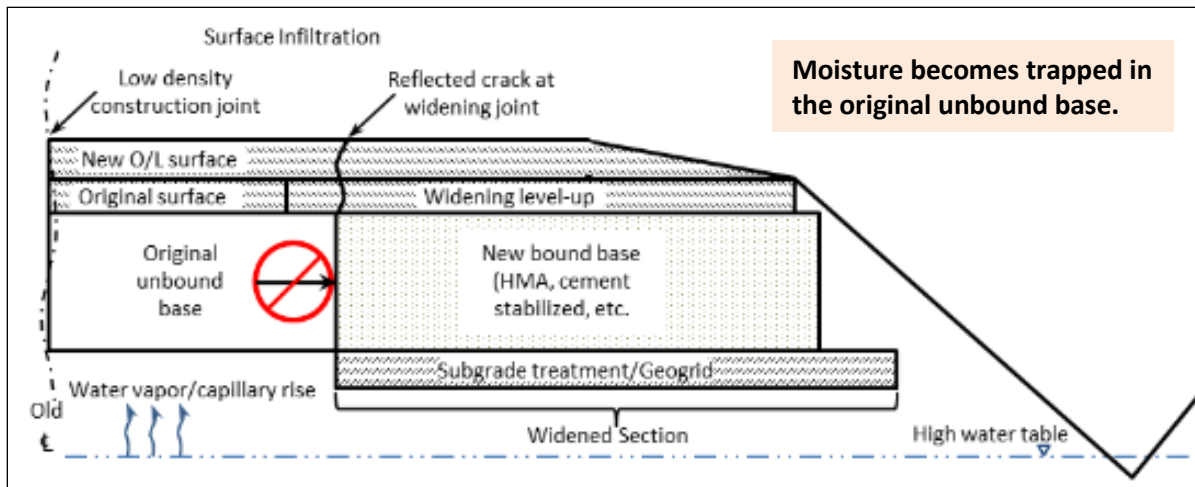 Surface Infiltration
Low density
construction joint
Reflected crack at
widening joint
Moisture becomes trapped in
the original unbound base.
New O/L surface
Original surface
Widening level-up
Original
unbound
base
New bound base
(HMA, cement
stabilized, etc.
Subgrade treatment/Geogrid
Water vapor/capillary rise
Old
℄
Widened Section
High water table